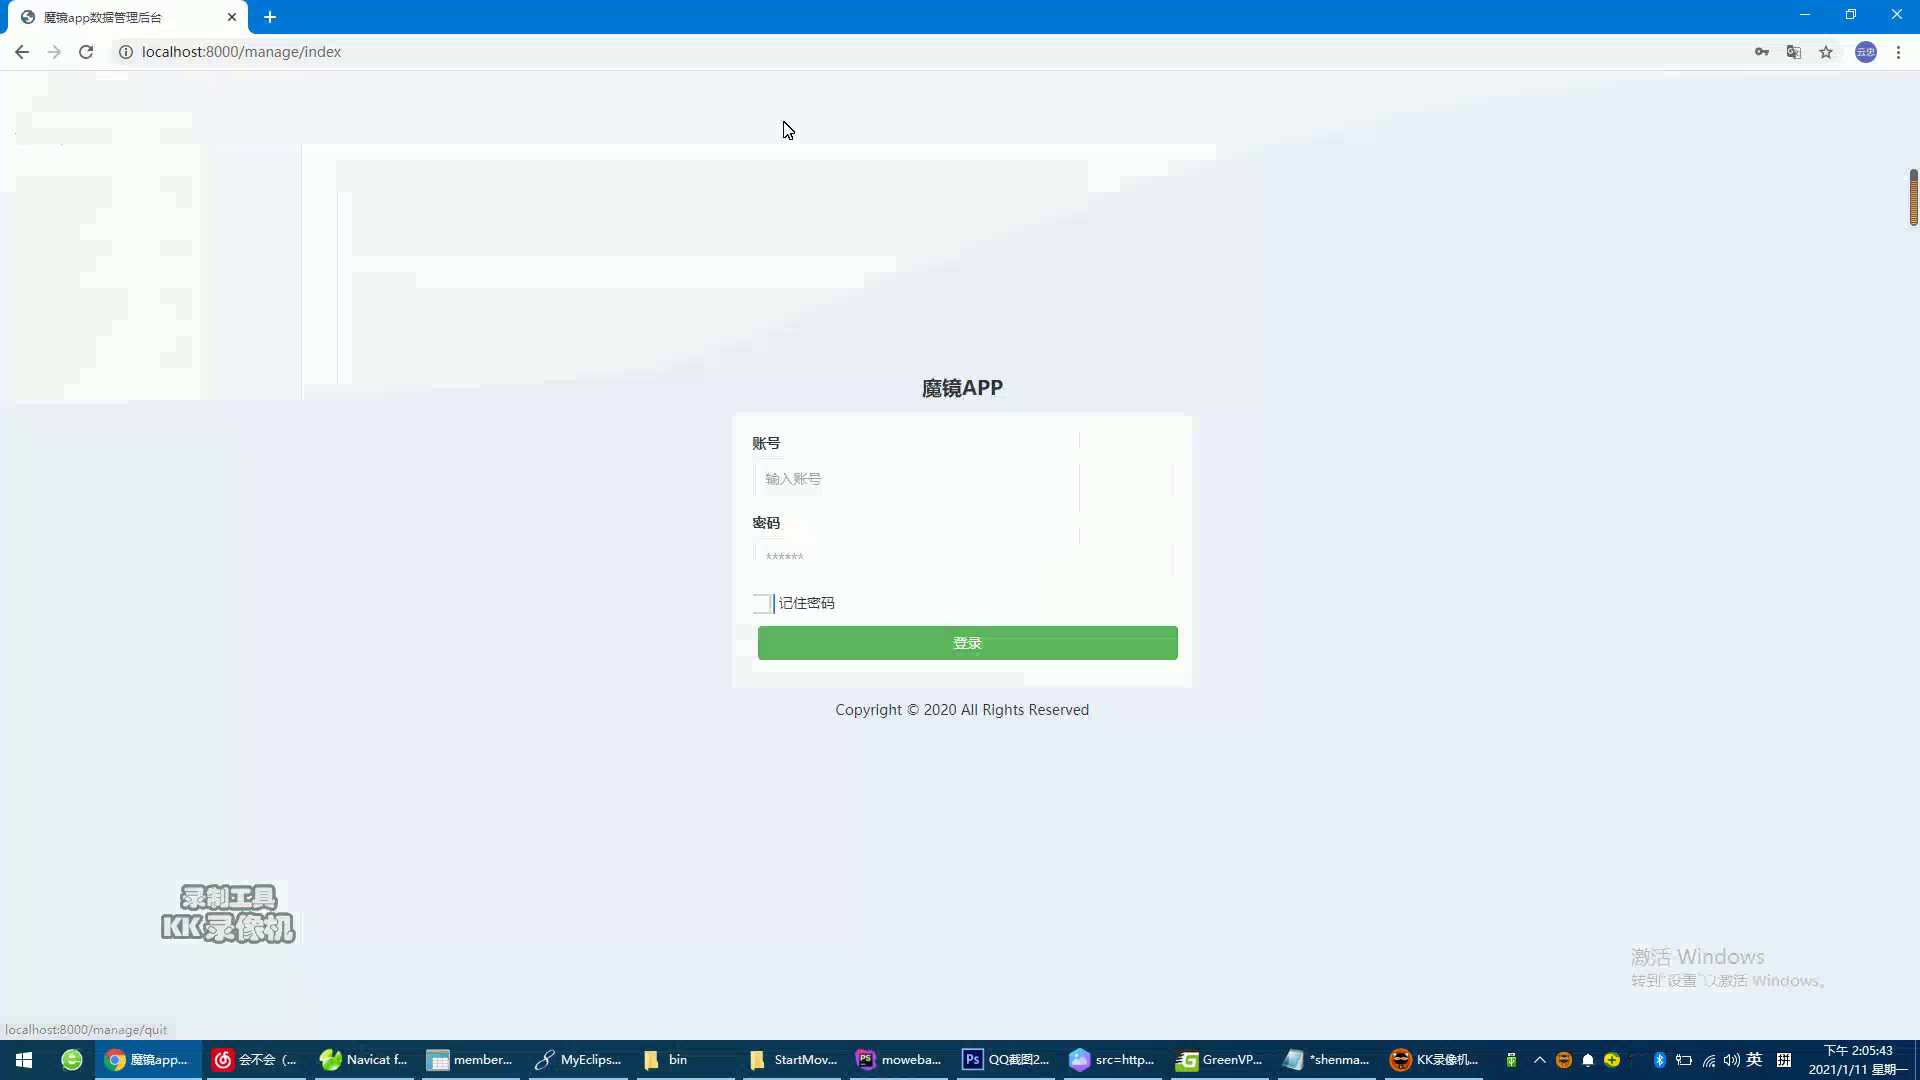 魔镜app数据管理后台
localhost:8000/manage/index
云忠
魔镜APP
账号
输入账号
密码
******
记住密码
登录
Copyright © 2020 All Rights Reserved
录制工具
KK录像机
激活 Windows
转到"设置"以激活 Windows。
localhost:8000/manage/quit
魔镜app...
会不会（...
Navicat f...
member...
MyEclips...
bin
StartMov...
moweba...
QQ截图2...
src=http...
GreenVP...
*shenma...
KK录像机...
英
拼
下午 2:05:43
2021/1/11 星期一